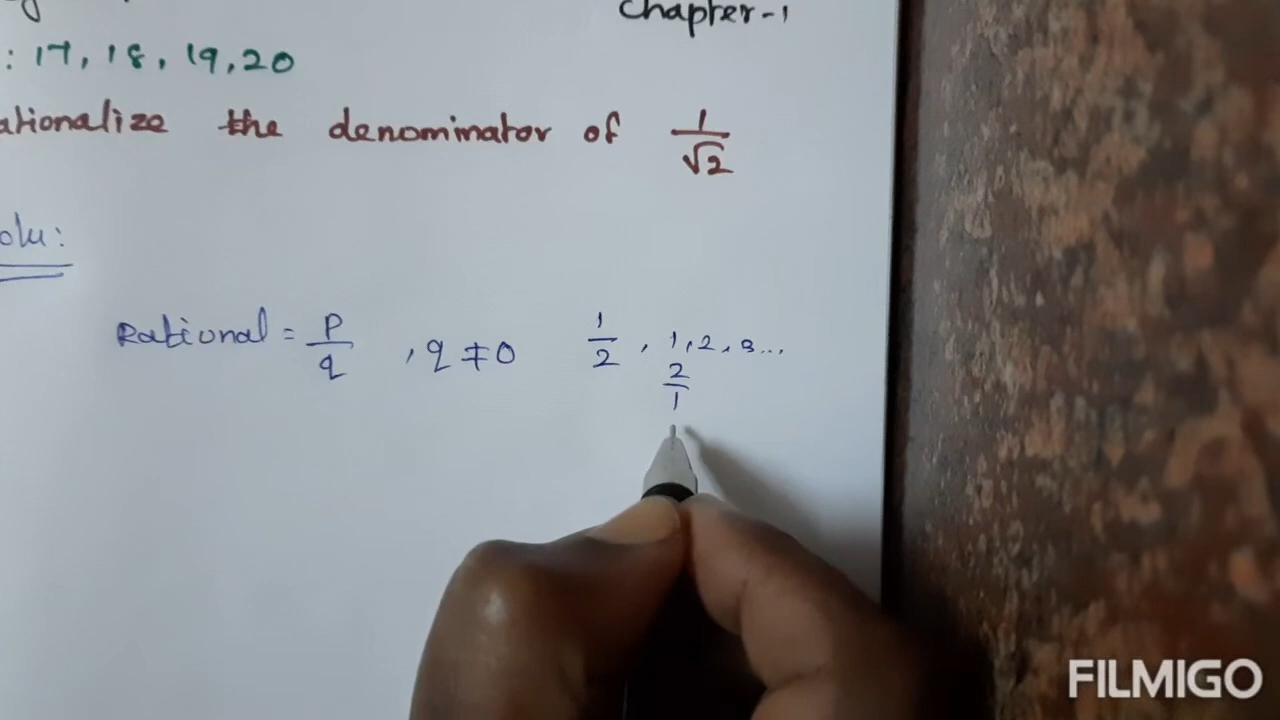 Chapter-1
: 17, 18, 19, 20
ationalize the denominator of 1/√2
olu:
Rational = p/q , q ≠ 0 1/2 , 1, 2, 3...
2/1
FILMIGO